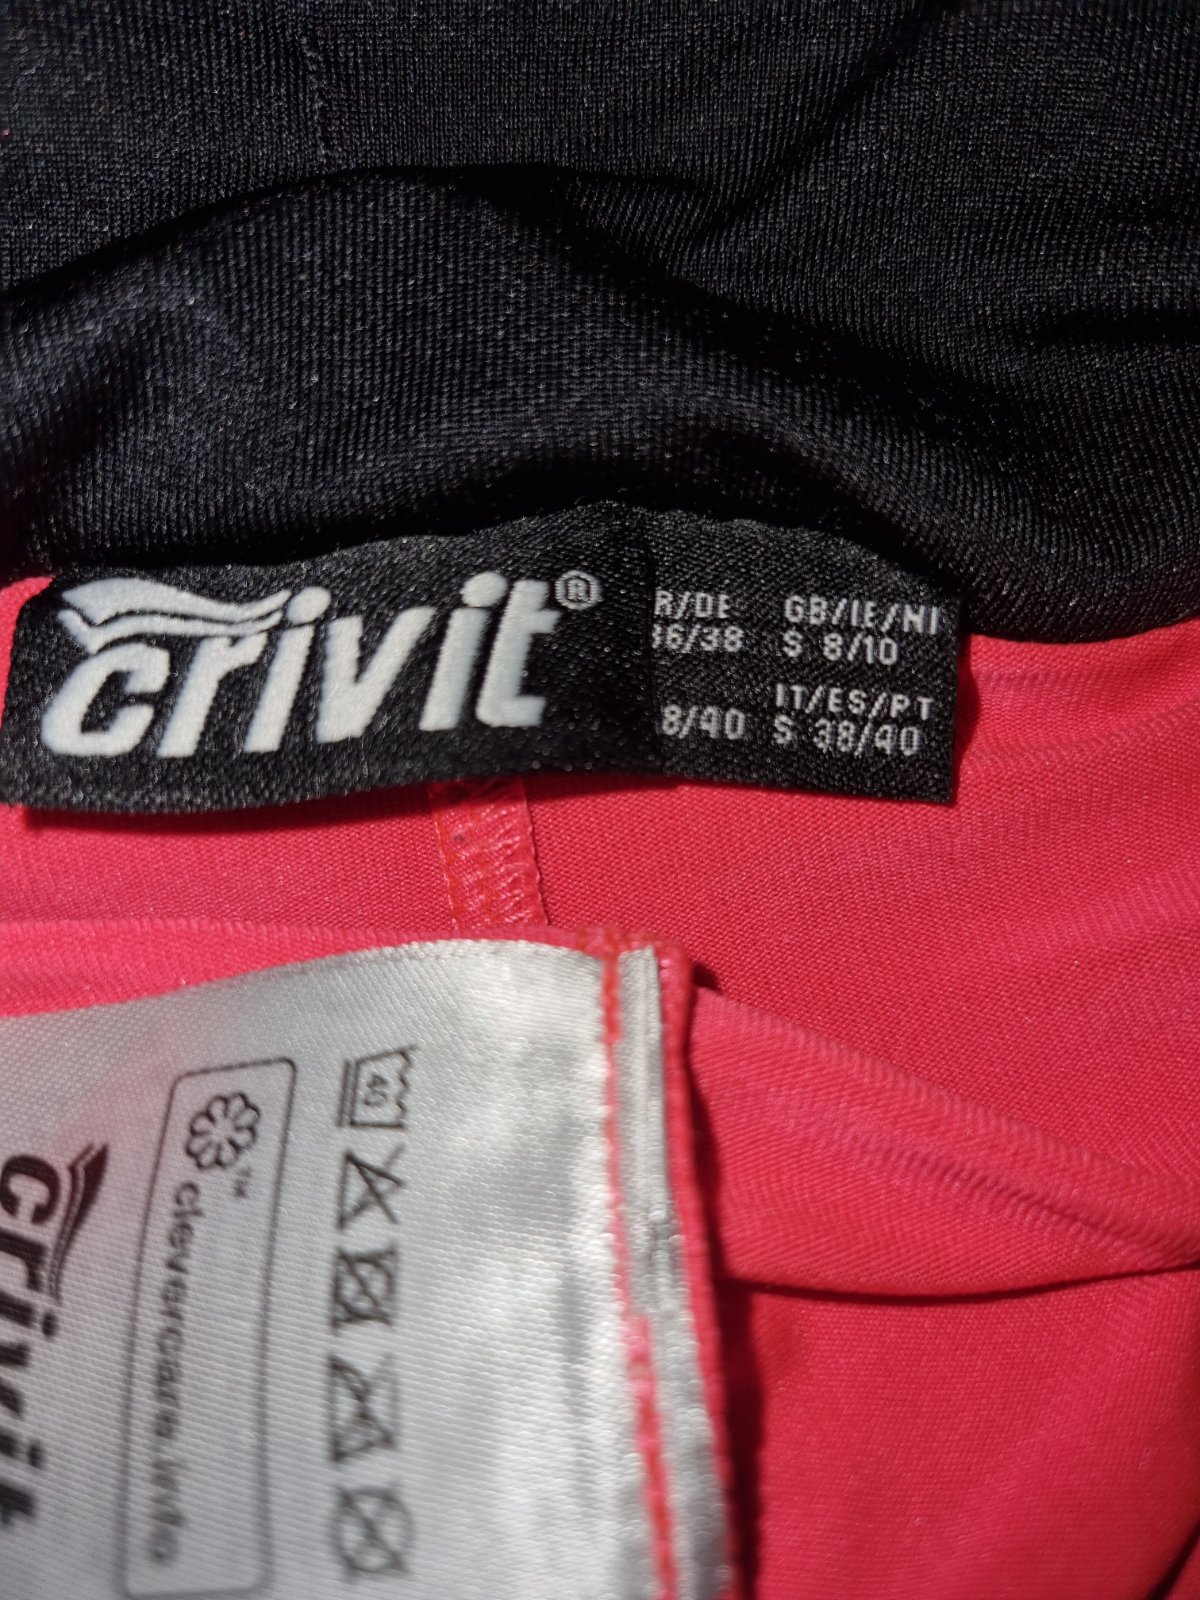 crivit®
R/DE GB/IE/NI
36/38 S 8/10
IT/ES/PT
8/40 S 38/40
40
TM
clevercare.info
crivit